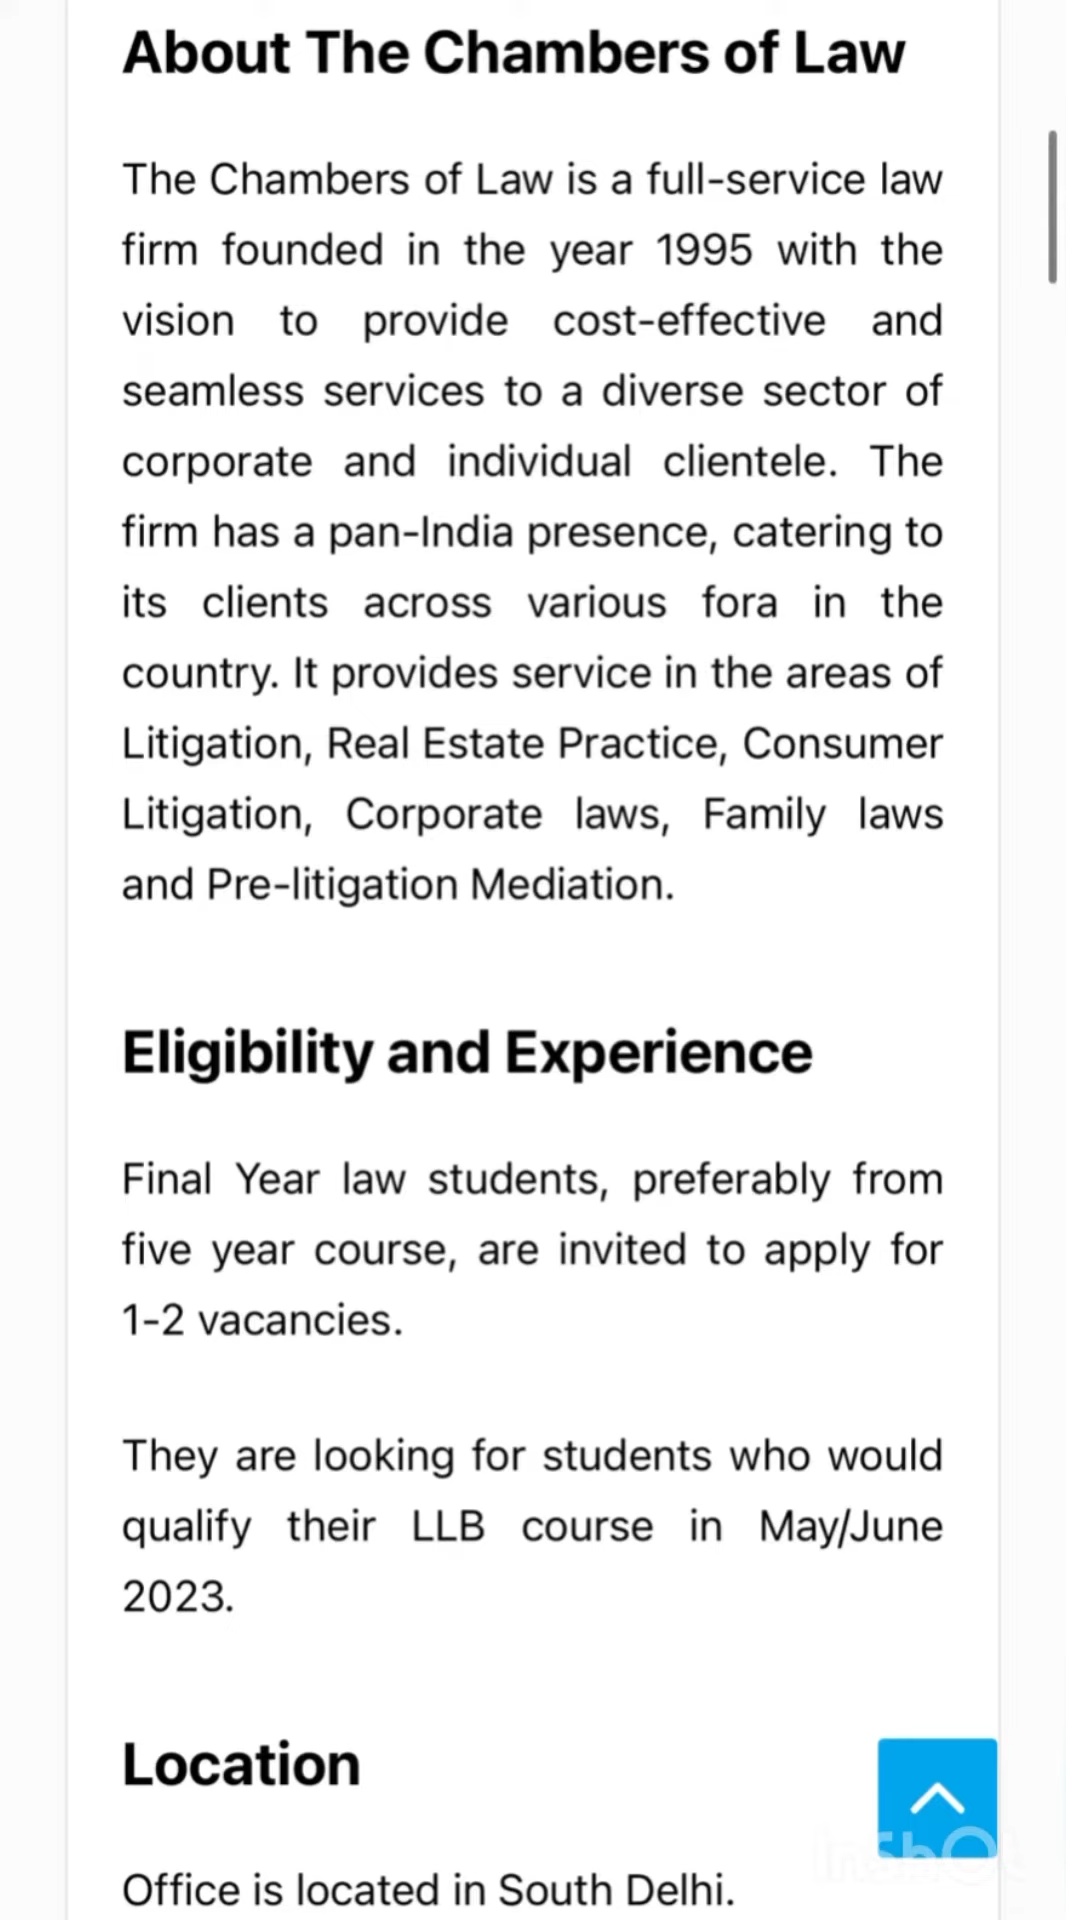 About The Chambers of Law
The Chambers of Law is a full-service law
firm founded in the year 1995 with the
vision to provide cost-effective and
seamless services to a diverse sector of
corporate and individual clientele. The
firm has a pan-India presence, catering to
its clients across various fora in the
country. It provides service in the areas of
Litigation, Real Estate Practice, Consumer
Litigation, Corporate laws, Family laws
and Pre-litigation Mediation.
Eligibility and Experience
Final Year law students, preferably from
five year course, are invited to apply for
1-2 vacancies.
They are looking for students who would
qualify their LLB course in May/June
2023.
Location
InShOt
Office is located in South Delhi.